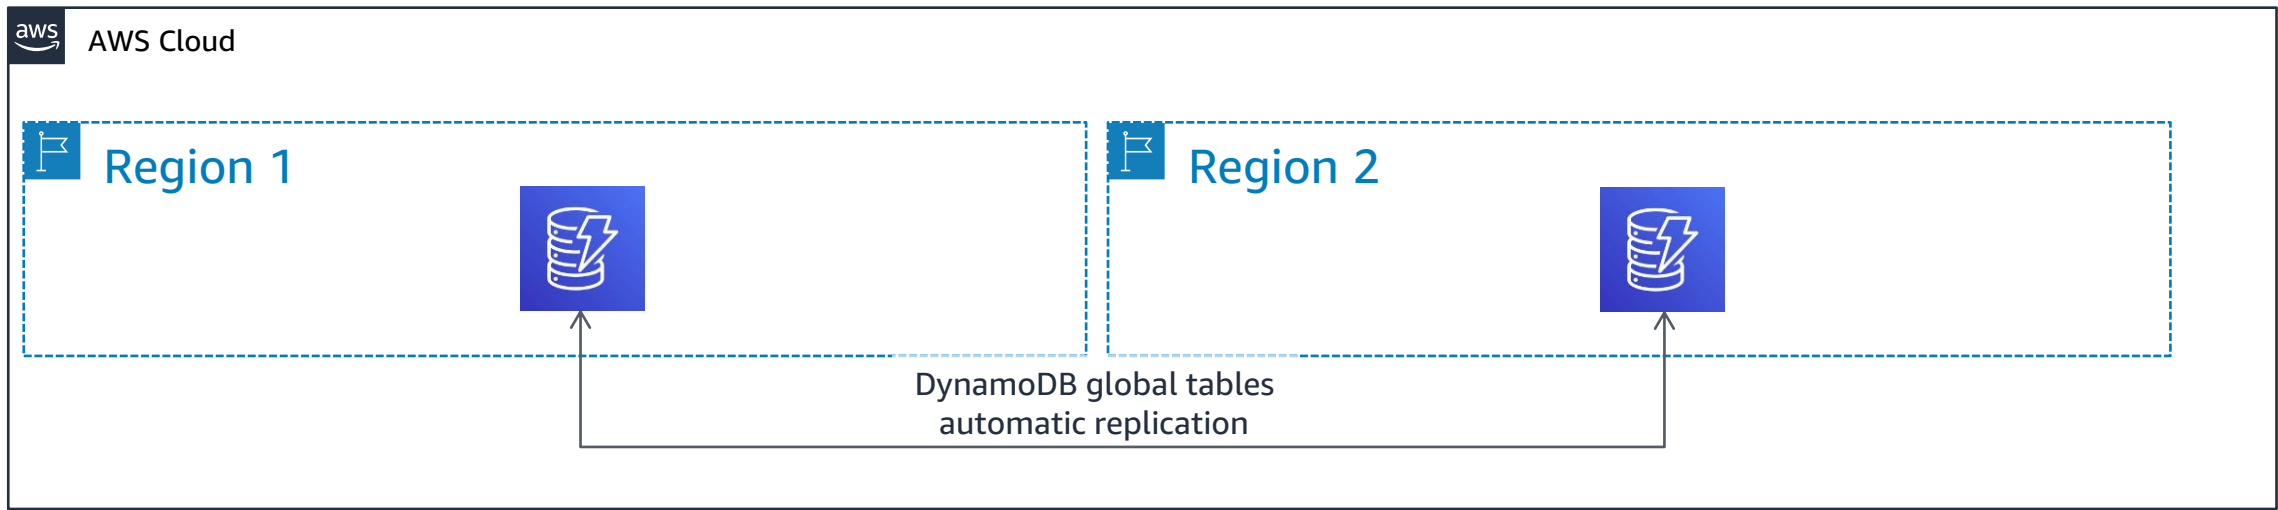 aws
AWS Cloud
Region 1
Region 2
DynamoDB global tables
automatic replication